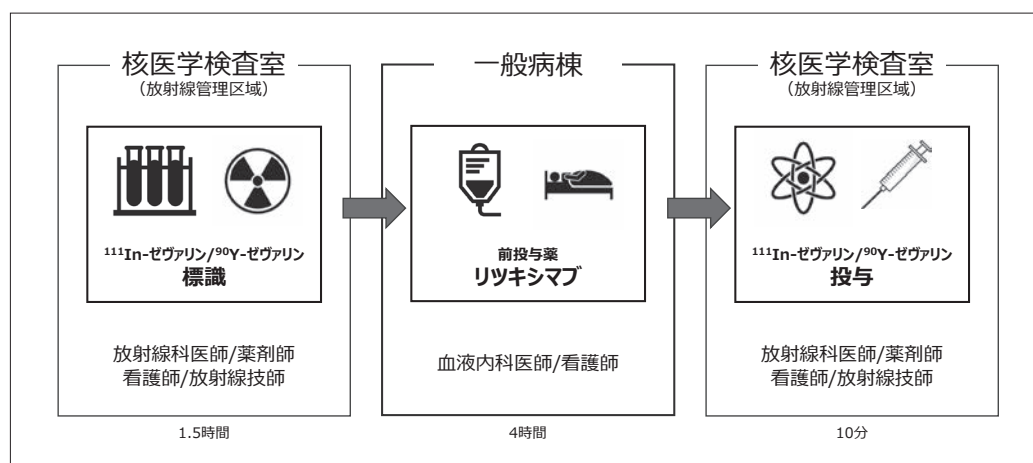 核医学検査室
（放射線管理区域）
¹¹¹In-ゼヴァリン/⁹⁰Y-ゼヴァリン
標識
放射線科医師/薬剤師
看護師/放射線技師
1.5時間
一般病棟
前投与薬
リツキシマブ
血液内科医師/看護師
4時間
核医学検査室
（放射線管理区域）
¹¹¹In-ゼヴァリン/⁹⁰Y-ゼヴァリン
投与
放射線科医師/薬剤師
看護師/放射線技師
10分